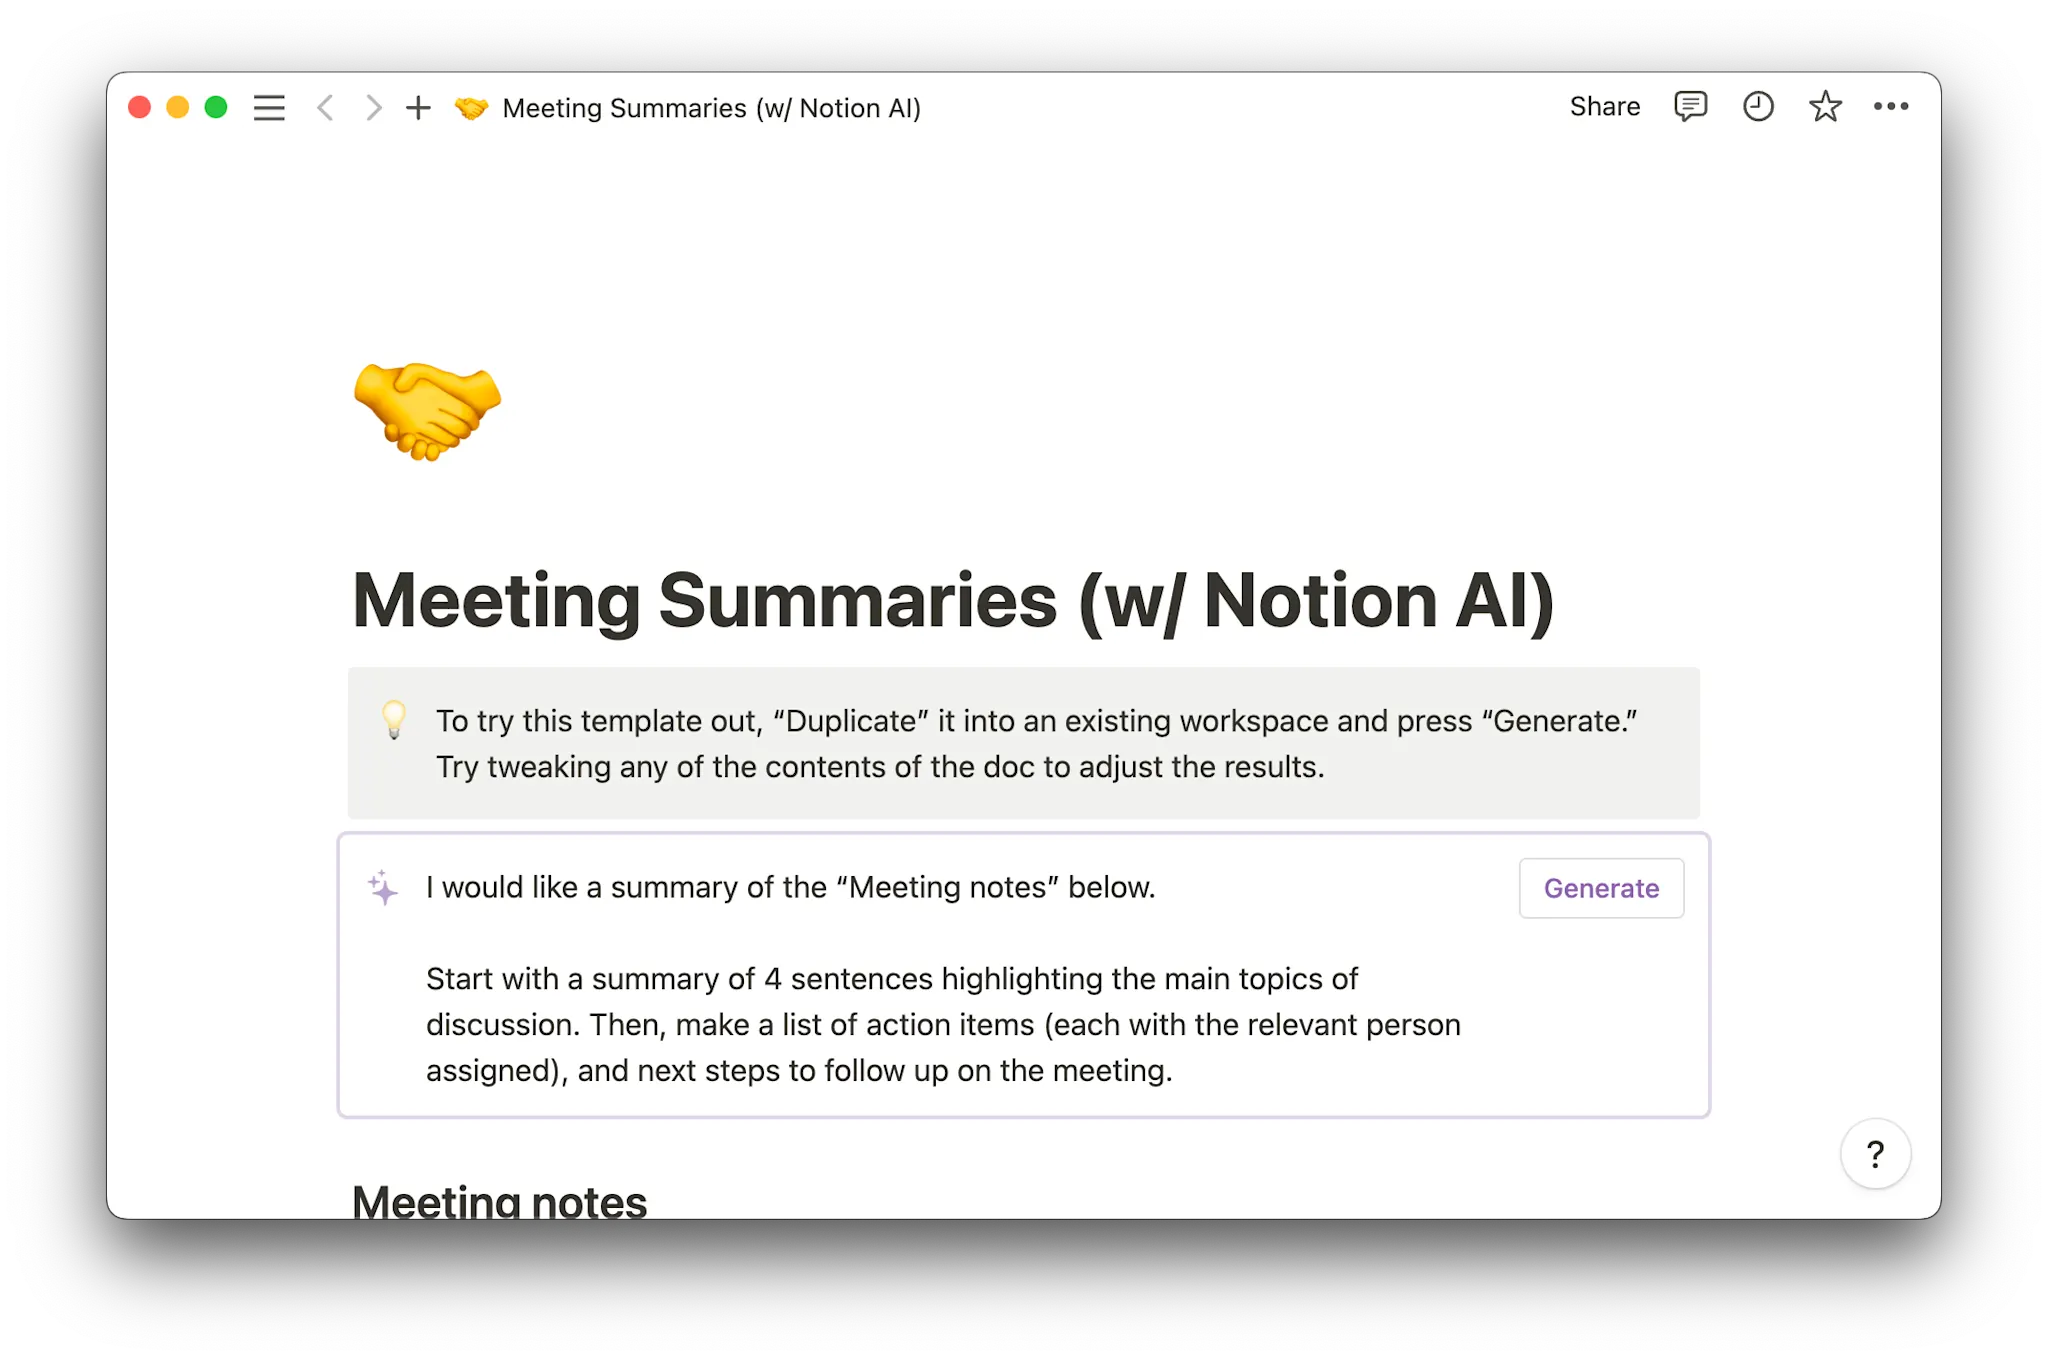 Meeting Summaries (w/ Notion AI)
Share
Meeting Summaries (w/ Notion AI)
To try this template out, “Duplicate” it into an existing workspace and press “Generate.”
Try tweaking any of the contents of the doc to adjust the results.
I would like a summary of the “Meeting notes” below.
Generate
Start with a summary of 4 sentences highlighting the main topics of
discussion. Then, make a list of action items (each with the relevant person
assigned), and next steps to follow up on the meeting.
?
Meeting notes